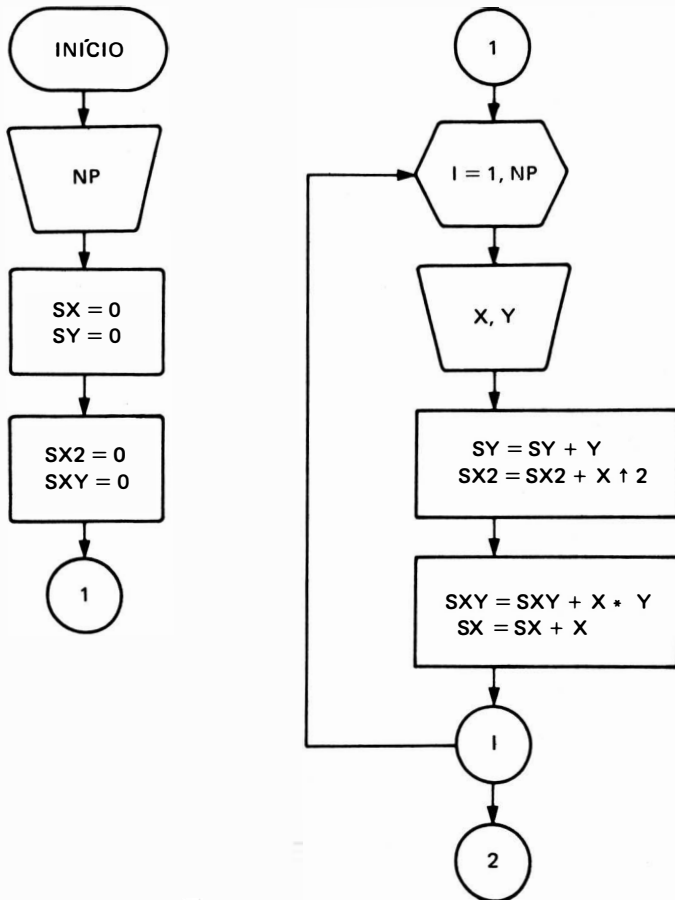 INÍCIO
NP
SX = 0
SY = 0
SX2 = 0
SXY = 0
1
1
I = 1, NP
X, Y
SY = SY + Y
SX2 = SX2 + X ↑ 2
SXY = SXY + X * Y
SX = SX + X
I
2